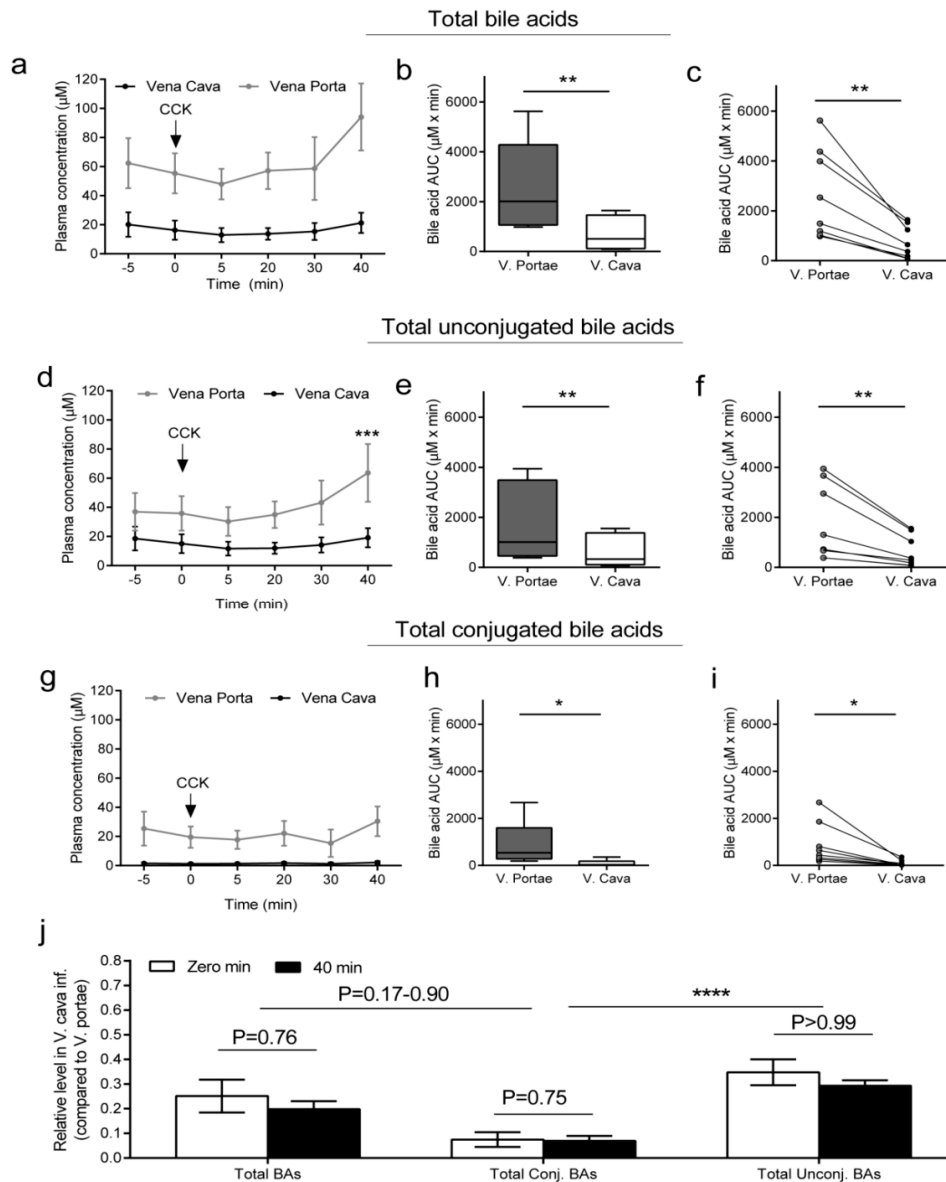 Total bile acids
a
Vena Cava Vena Porta
CCK
Plasma concentration (µM)
120
100
80
60
40
20
0
-5 0 5 20 30 40
Time (min)
b
**
Bile acid AUC (µM x min)
6000
4000
2000
0
V. Portae V. Cava
c
**
Bile acid AUC (µM x min)
6000
4000
2000
0
V. Portae V. Cava
Total unconjugated bile acids
d
Vena Porta Vena Cava
CCK
***
Plasma concentration (µM)
120
100
80
60
40
20
0
-5 0 5 20 30 40
Time (min)
e
**
Bile acid AUC (µM x min)
6000
4000
2000
0
V. Portae V. Cava
f
**
Bile acid AUC (µM x min)
6000
4000
2000
0
V. Portae V. Cava
Total conjugated bile acids
g
Vena Porta Vena Cava
CCK
Plasma concentration (µM)
120
100
80
60
40
20
0
-5 0 5 20 30 40
Time (min)
h
*
Bile acid AUC (µM x min)
6000
4000
2000
0
V. Portae V. Cava
i
*
Bile acid AUC (µM x min)
6000
4000
2000
0
V. Portae V. Cava
j
Zero min 40 min
Relative level in V. cava inf.
(compared to V. portae)
0.8
0.7
0.6
0.5
0.4
0.3
0.2
0.1
0.0
P=0.17-0.90
****
P=0.76
P=0.75
P>0.99
Total BAs Total Conj. BAs Total Unconj. BAs